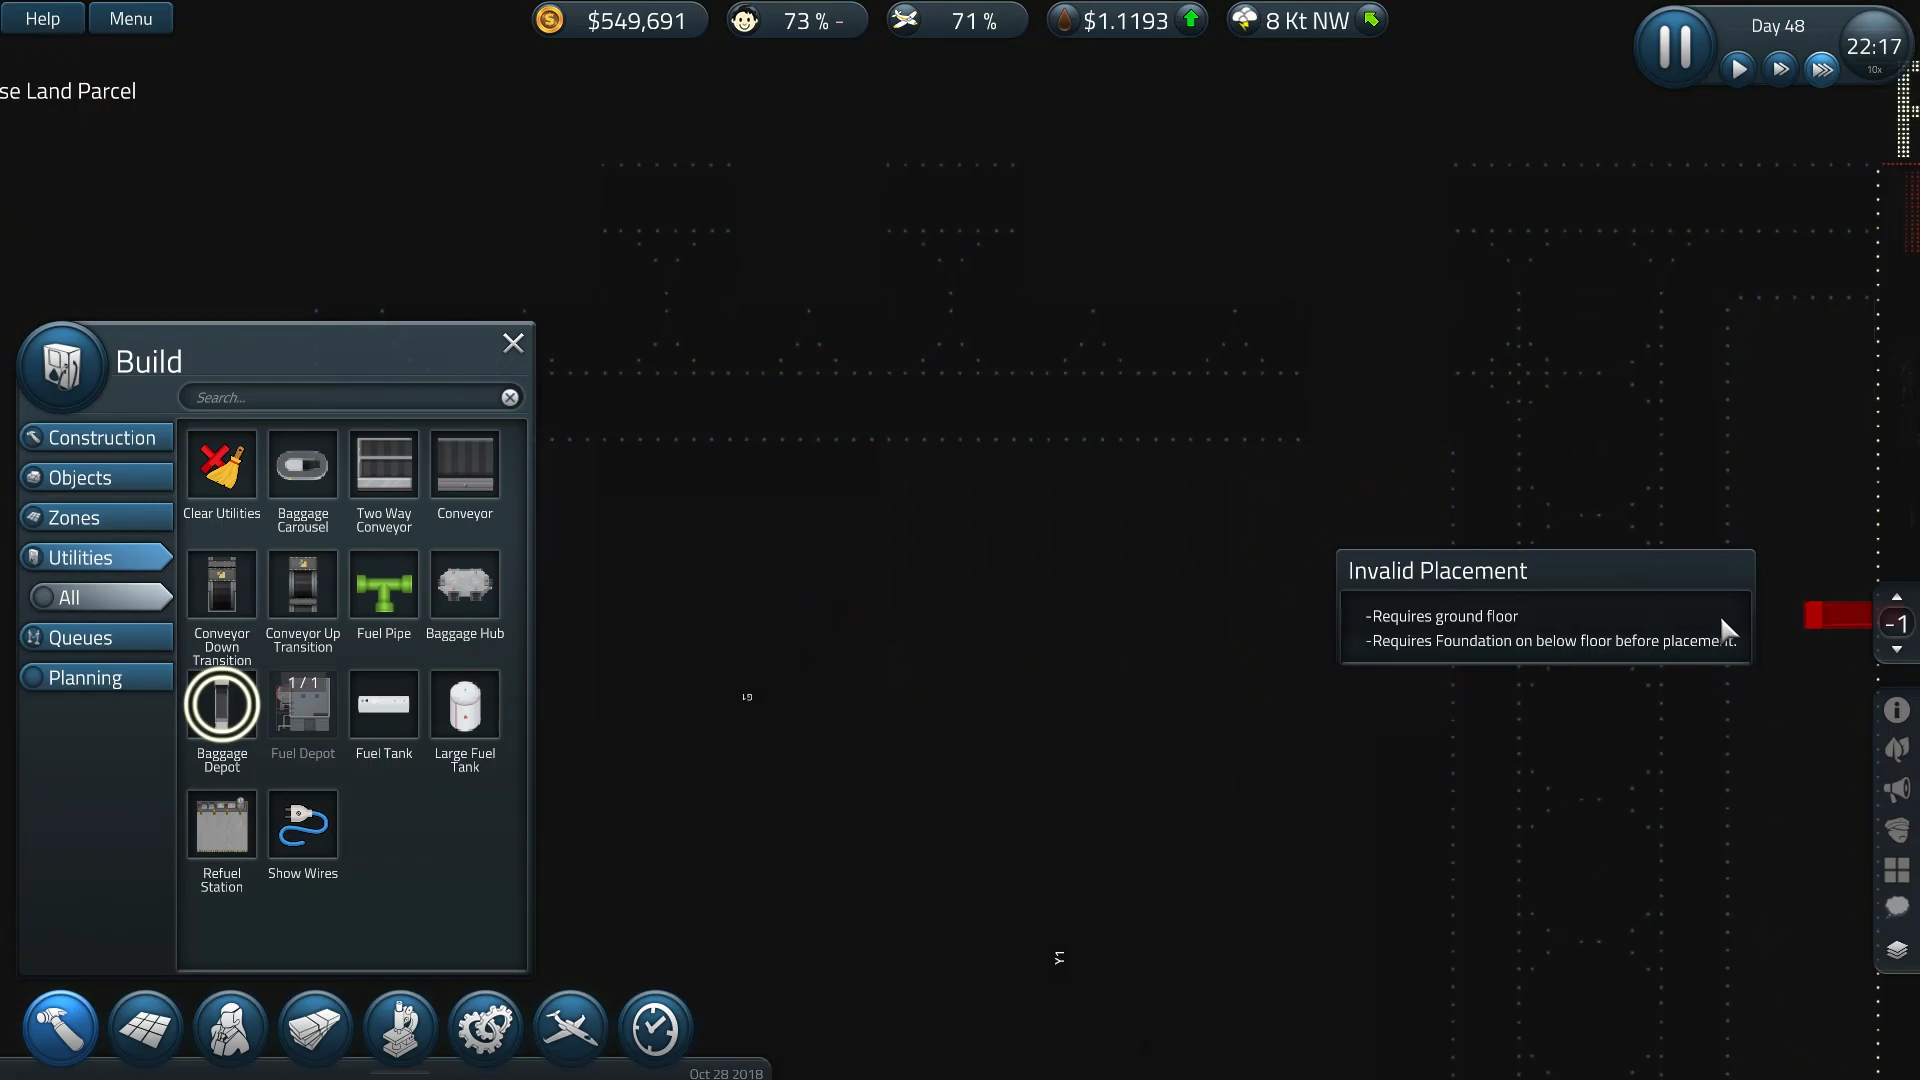 Help
Menu
$549,691
73 % -
71 %
$1.1193
8 Kt NW
Day 48
22:17
10x
se Land Parcel
Build
Search...
Construction
Objects
Zones
Utilities
All
Queues
Planning
Clear Utilities
Baggage Carousel
Two Way Conveyor
Conveyor
Conveyor Down Transition
Conveyor Up Transition
Fuel Pipe
Baggage Hub
Baggage Depot
1 / 1
Fuel Depot
Fuel Tank
Large Fuel Tank
Refuel Station
Show Wires
Invalid Placement
-Requires ground floor
-Requires Foundation on below floor before placement.
-1
Y1
Oct 28 2018